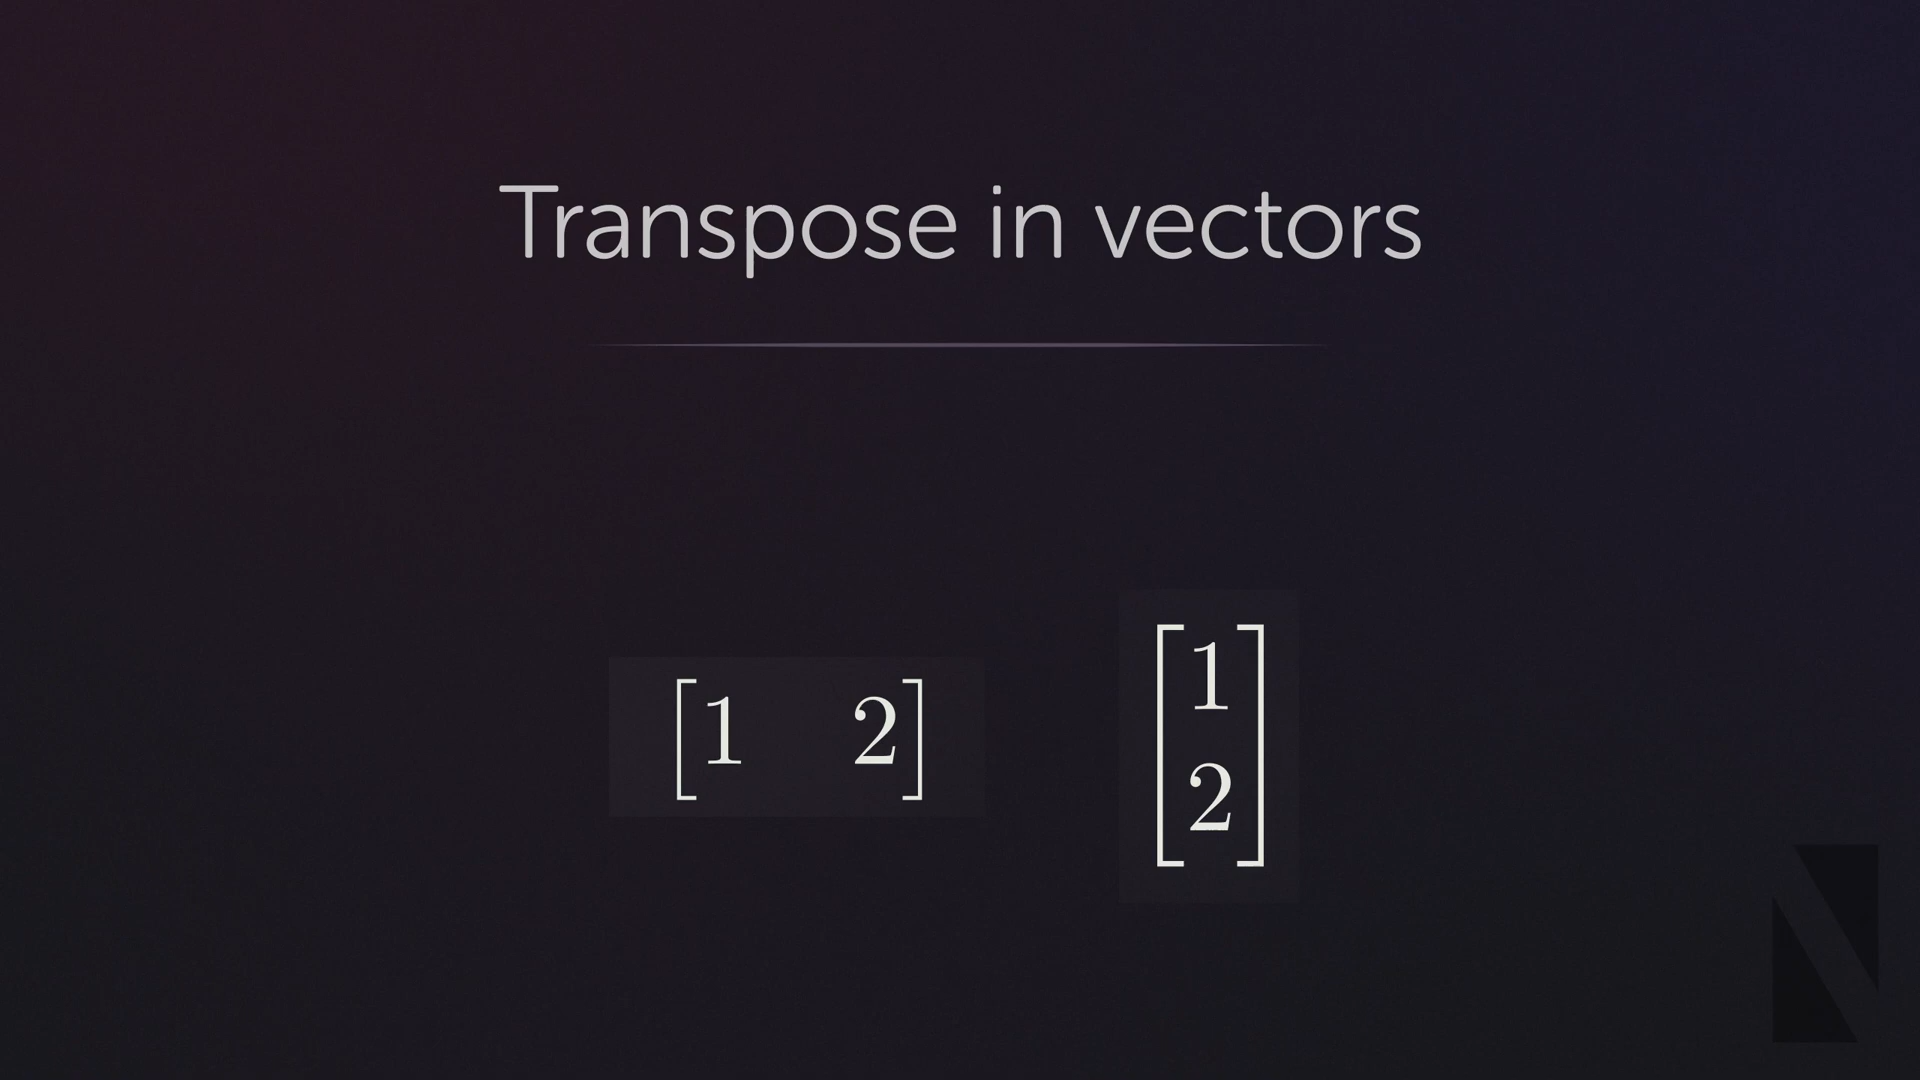 Transpose in vectors
[1 2]
[1
2]